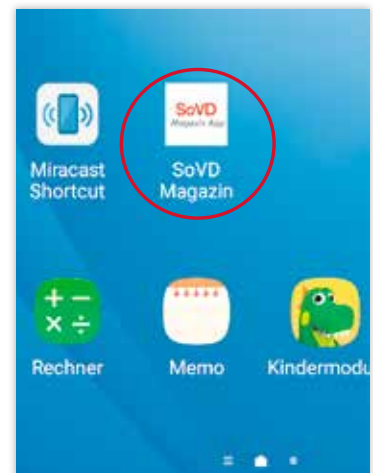 SoVD
Magazin App
Miracast
Shortcut
SoVD
Magazin
Rechner
Memo
Kindermodu